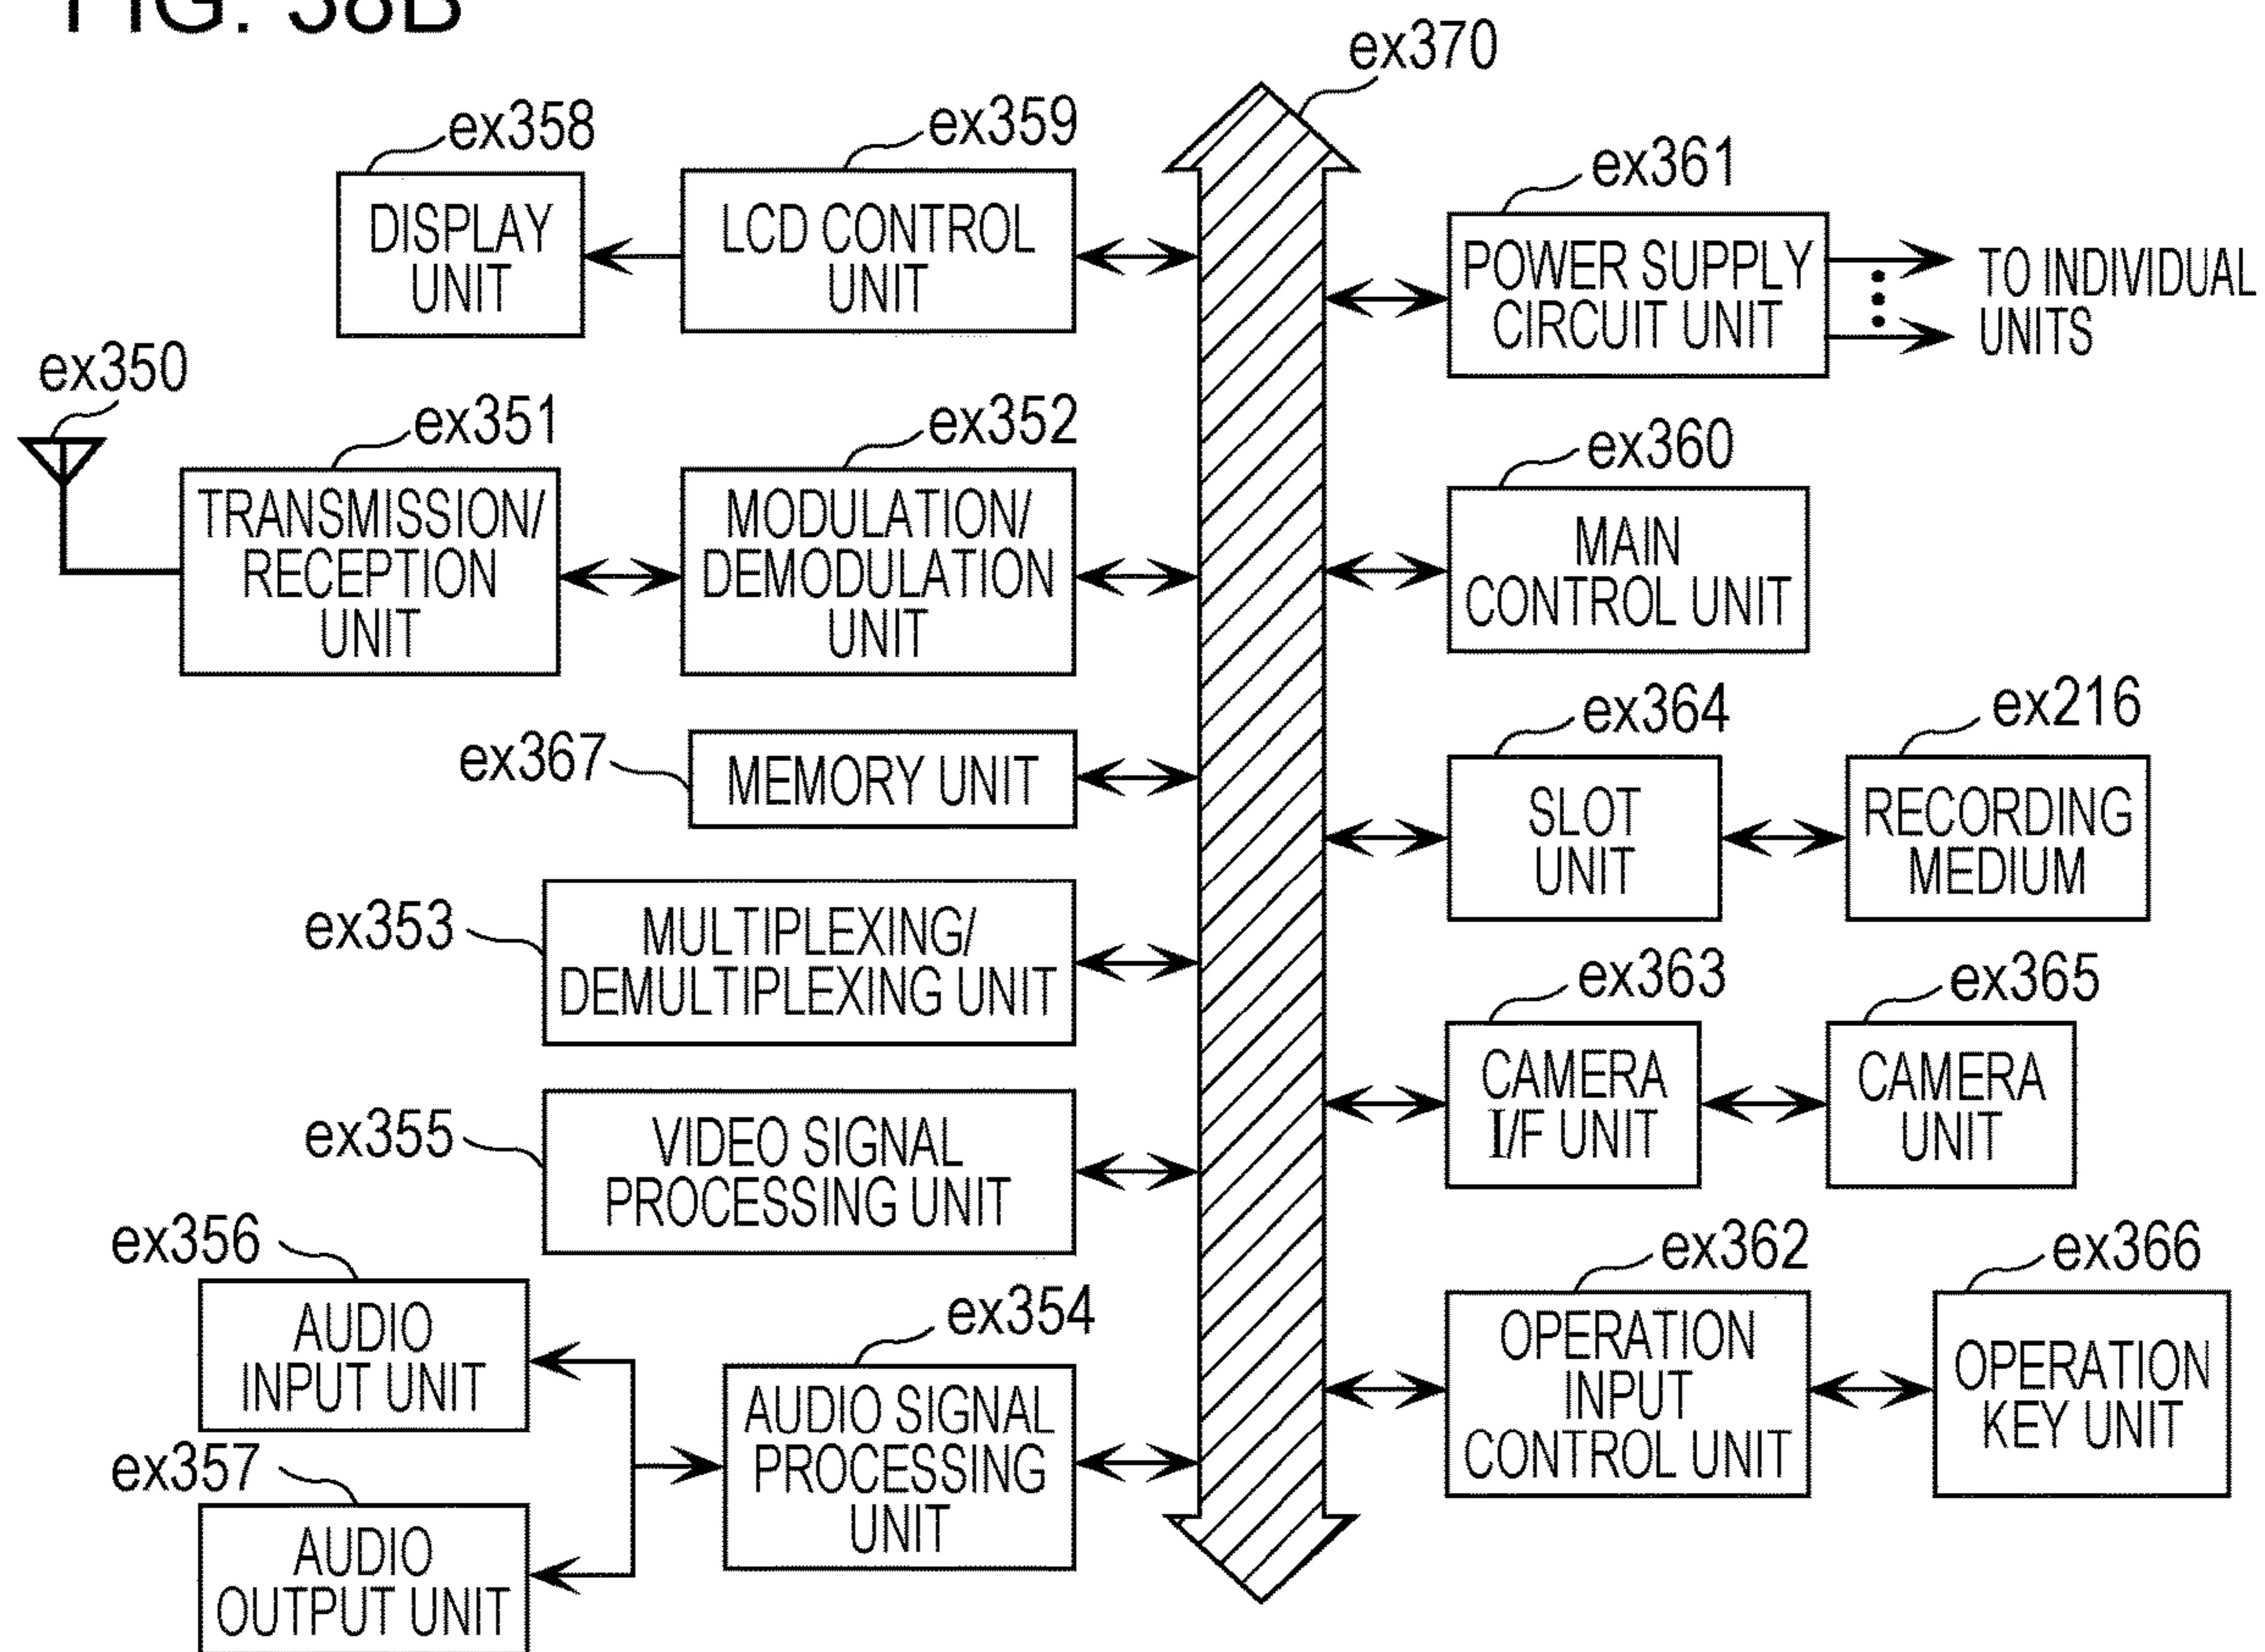 FIG. 38B
ex370
ex358
ex359
ex361
DISPLAY
UNIT
LCD CONTROL
UNIT
POWER SUPPLY
CIRCUIT UNIT
TO INDIVIDUAL
UNITS
ex350
ex351
ex352
ex360
TRANSMISSION/
RECEPTION
UNIT
MODULATION/
DEMODULATION
UNIT
MAIN
CONTROL UNIT
ex367
MEMORY UNIT
ex364
ex216
SLOT
UNIT
RECORDING
MEDIUM
ex353
MULTIPLEXING/
DEMULTIPLEXING UNIT
ex363
ex365
CAMERA
I/F UNIT
CAMERA
UNIT
ex355
VIDEO SIGNAL
PROCESSING UNIT
ex356
AUDIO
INPUT UNIT
ex354
AUDIO SIGNAL
PROCESSING
UNIT
ex362
ex366
OPERATION
INPUT
CONTROL UNIT
OPERATION
KEY UNIT
ex357
AUDIO
OUTPUT UNIT